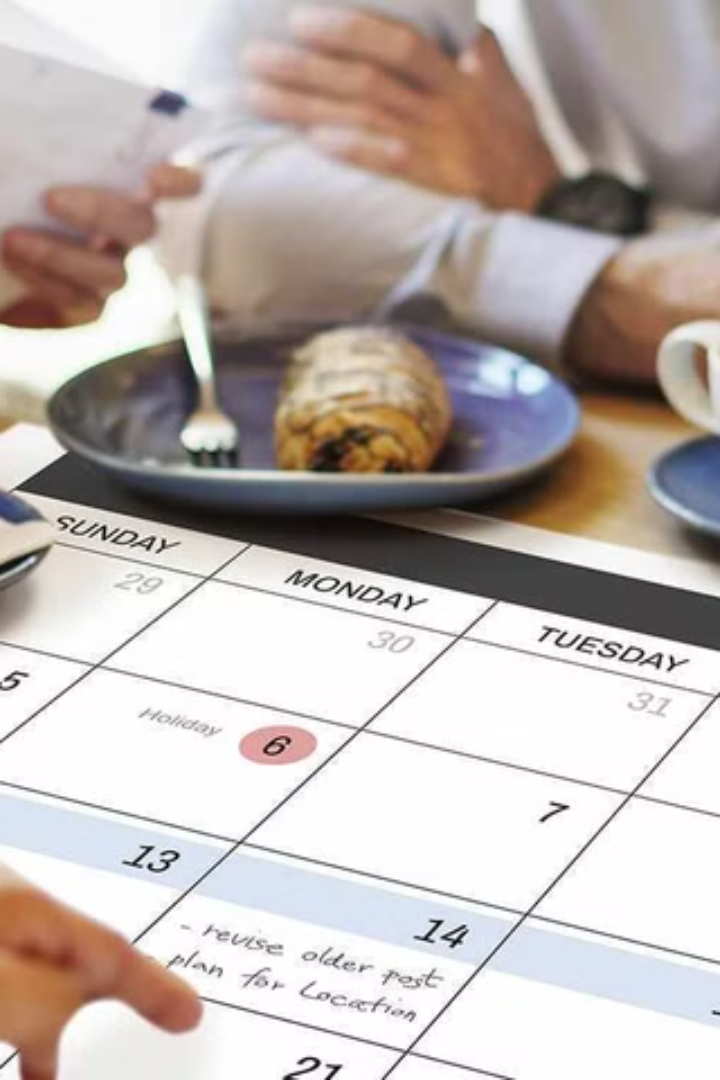 SUNDAY MONDAY TUESDAY
29 30 31
5 Holiday 6 7
13 14
- revise older post
plan for Location
21